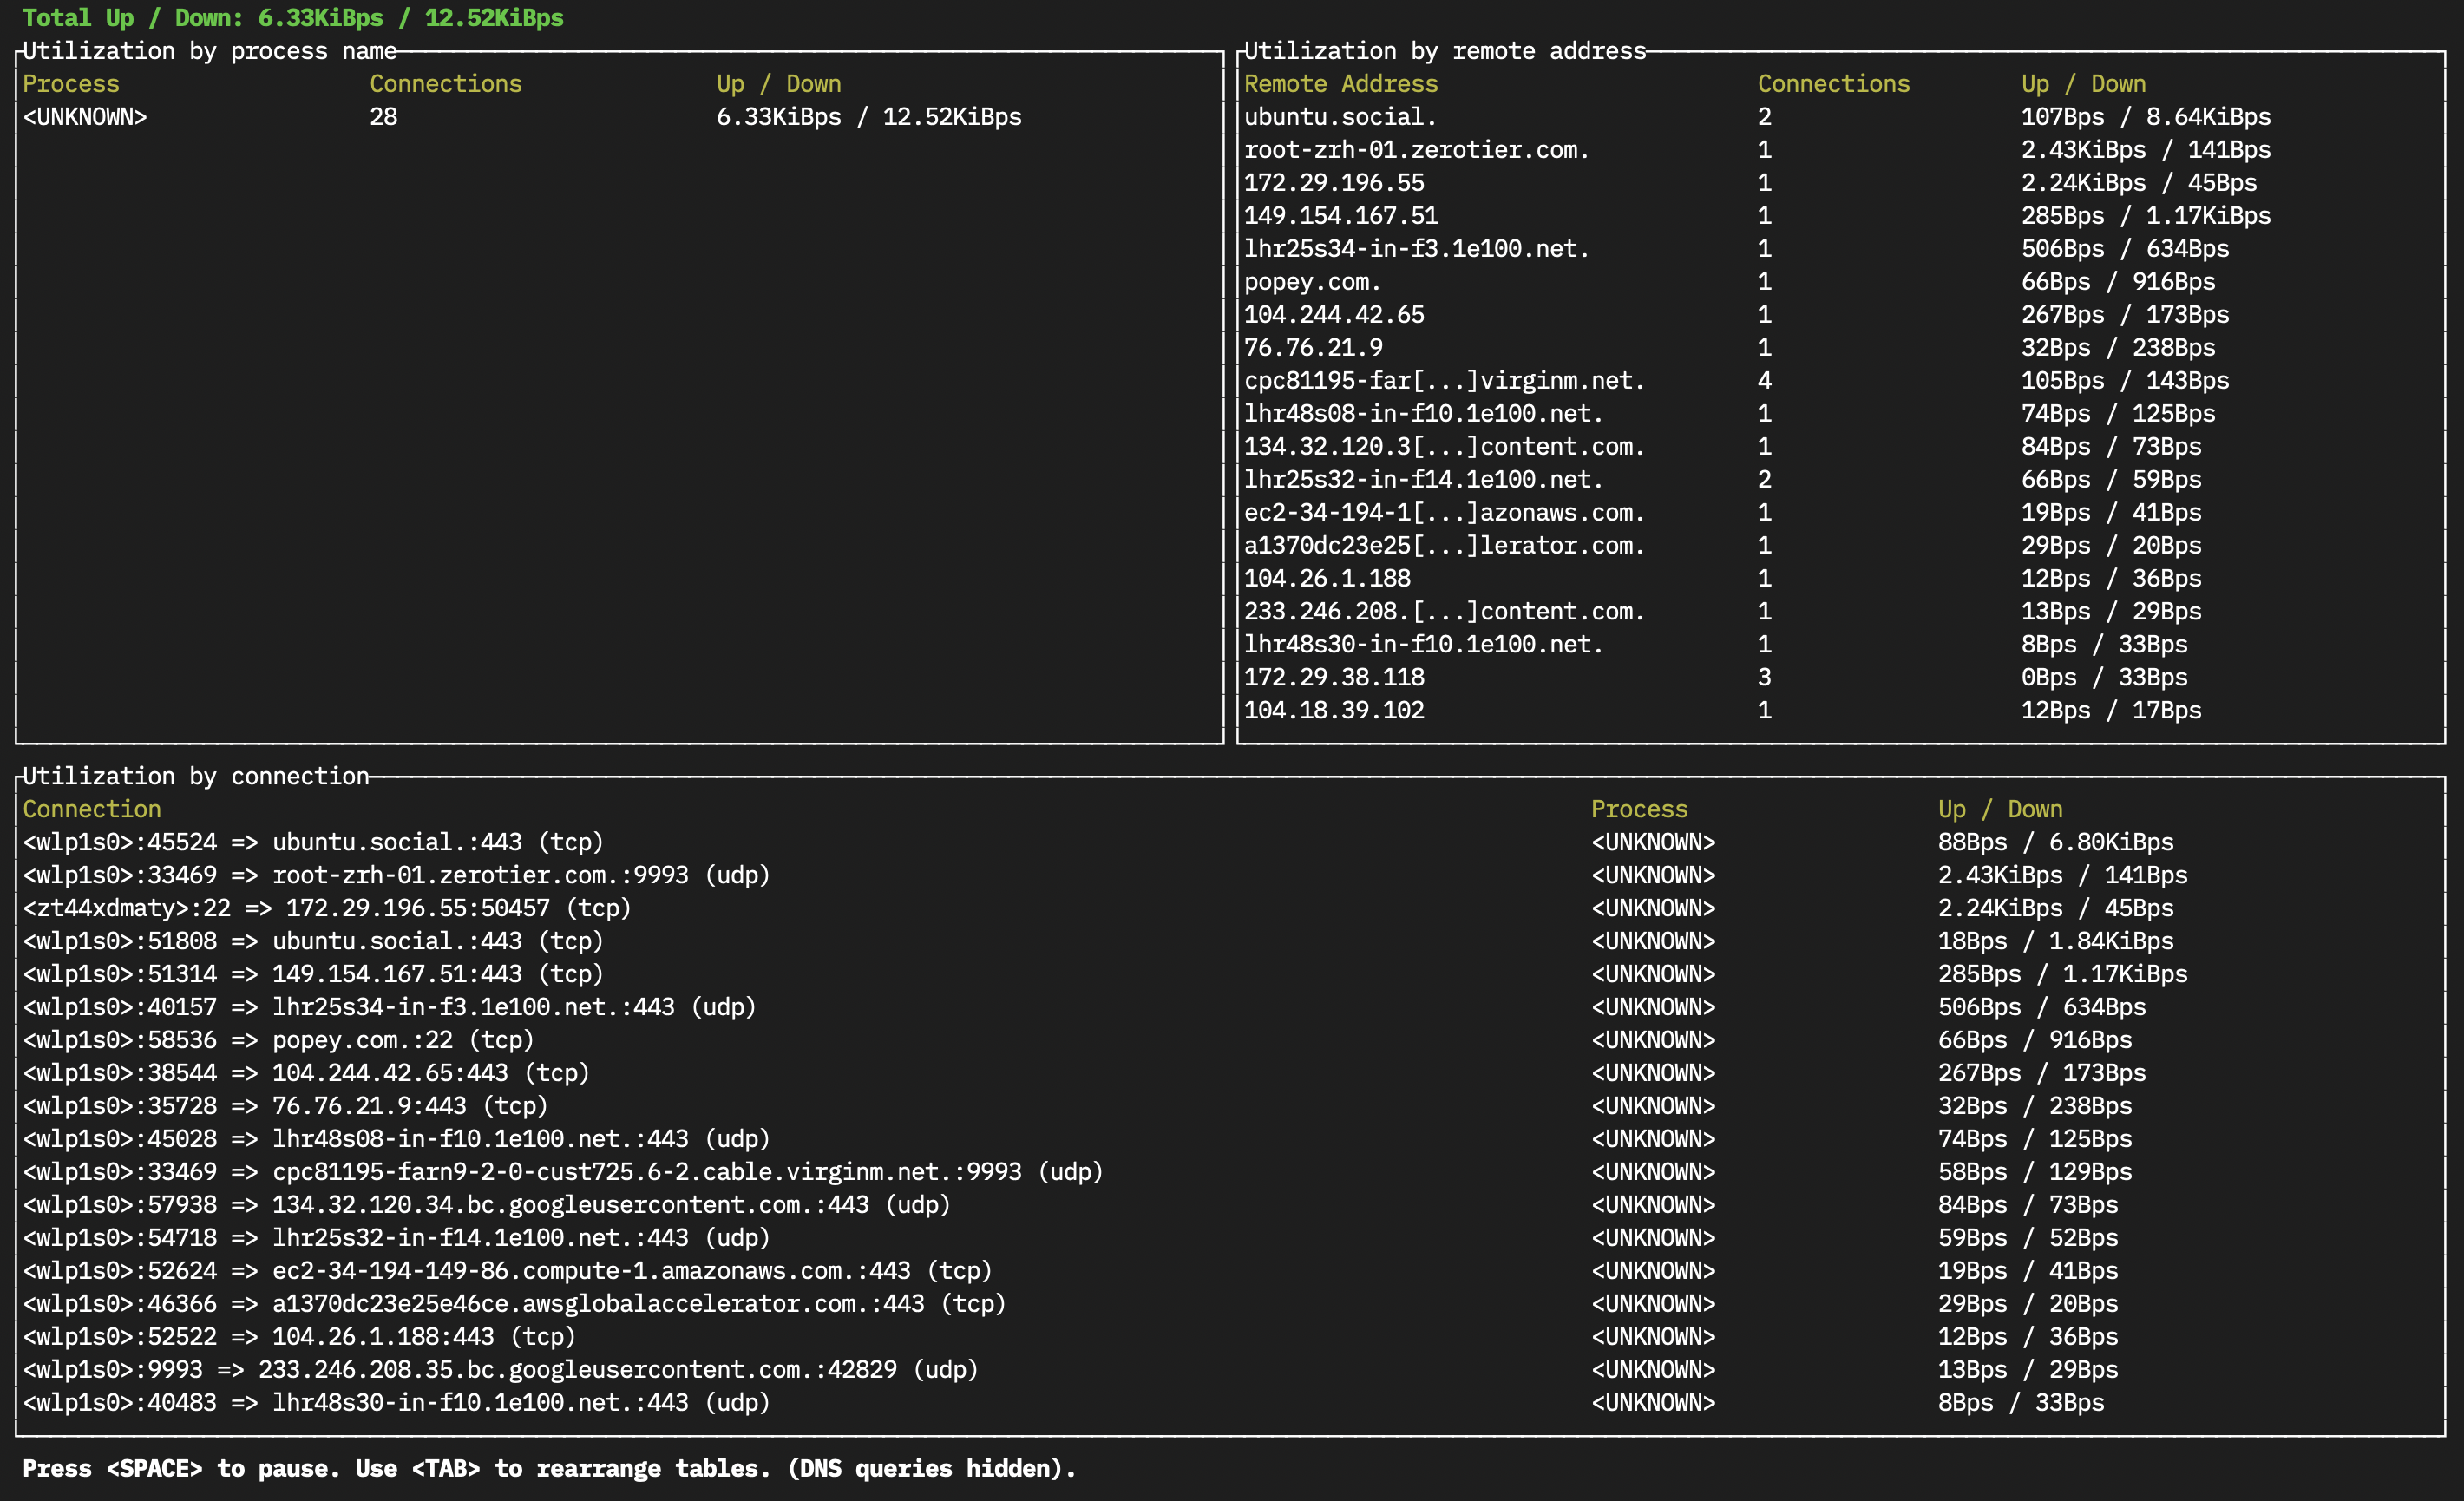 Total Up / Down: 6.33KiBps / 12.52KiBps
Utilization by process name
Process Connections Up / Down
<UNKNOWN> 28 6.33KiBps / 12.52KiBps
Utilization by remote address
Remote Address Connections Up / Down
ubuntu.social. 2 107Bps / 8.64KiBps
root-zrh-01.zerotier.com. 1 2.43KiBps / 141Bps
172.29.196.55 1 2.24KiBps / 45Bps
149.154.167.51 1 285Bps / 1.17KiBps
lhr25s34-in-f3.1e100.net. 1 506Bps / 634Bps
popey.com. 1 66Bps / 916Bps
104.244.42.65 1 267Bps / 173Bps
76.76.21.9 1 32Bps / 238Bps
cpc81195-far[...]virginm.net. 4 105Bps / 143Bps
lhr48s08-in-f10.1e100.net. 1 74Bps / 125Bps
134.32.120.3[...]content.com. 1 84Bps / 73Bps
lhr25s32-in-f14.1e100.net. 2 66Bps / 59Bps
ec2-34-194-1[...]azonaws.com. 1 19Bps / 41Bps
a1370dc23e25[...]lerator.com. 1 29Bps / 20Bps
104.26.1.188 1 12Bps / 36Bps
233.246.208.[...]content.com. 1 13Bps / 29Bps
lhr48s30-in-f10.1e100.net. 1 8Bps / 33Bps
172.29.38.118 3 0Bps / 33Bps
104.18.39.102 1 12Bps / 17Bps
Utilization by connection
Connection Process Up / Down
<wlp1s0>:45524 => ubuntu.social.:443 (tcp) <UNKNOWN> 88Bps / 6.80KiBps
<wlp1s0>:33469 => root-zrh-01.zerotier.com.:9993 (udp) <UNKNOWN> 2.43KiBps / 141Bps
<zt44xdmaty>:22 => 172.29.196.55:50457 (tcp) <UNKNOWN> 2.24KiBps / 45Bps
<wlp1s0>:51808 => ubuntu.social.:443 (tcp) <UNKNOWN> 18Bps / 1.84KiBps
<wlp1s0>:51314 => 149.154.167.51:443 (tcp) <UNKNOWN> 285Bps / 1.17KiBps
<wlp1s0>:40157 => lhr25s34-in-f3.1e100.net.:443 (udp) <UNKNOWN> 506Bps / 634Bps
<wlp1s0>:58536 => popey.com.:22 (tcp) <UNKNOWN> 66Bps / 916Bps
<wlp1s0>:38544 => 104.244.42.65:443 (tcp) <UNKNOWN> 267Bps / 173Bps
<wlp1s0>:35728 => 76.76.21.9:443 (tcp) <UNKNOWN> 32Bps / 238Bps
<wlp1s0>:45028 => lhr48s08-in-f10.1e100.net.:443 (udp) <UNKNOWN> 74Bps / 125Bps
<wlp1s0>:33469 => cpc81195-farn9-2-0-cust725.6-2.cable.virginm.net.:9993 (udp) <UNKNOWN> 58Bps / 129Bps
<wlp1s0>:57938 => 134.32.120.34.bc.googleusercontent.com.:443 (udp) <UNKNOWN> 84Bps / 73Bps
<wlp1s0>:54718 => lhr25s32-in-f14.1e100.net.:443 (udp) <UNKNOWN> 59Bps / 52Bps
<wlp1s0>:52624 => ec2-34-194-149-86.compute-1.amazonaws.com.:443 (tcp) <UNKNOWN> 19Bps / 41Bps
<wlp1s0>:46366 => a1370dc23e25e46ce.awsglobalaccelerator.com.:443 (tcp) <UNKNOWN> 29Bps / 20Bps
<wlp1s0>:52522 => 104.26.1.188:443 (tcp) <UNKNOWN> 12Bps / 36Bps
<wlp1s0>:9993 => 233.246.208.35.bc.googleusercontent.com.:42829 (udp) <UNKNOWN> 13Bps / 29Bps
<wlp1s0>:40483 => lhr48s30-in-f10.1e100.net.:443 (udp) <UNKNOWN> 8Bps / 33Bps
Press <SPACE> to pause. Use <TAB> to rearrange tables. (DNS queries hidden).